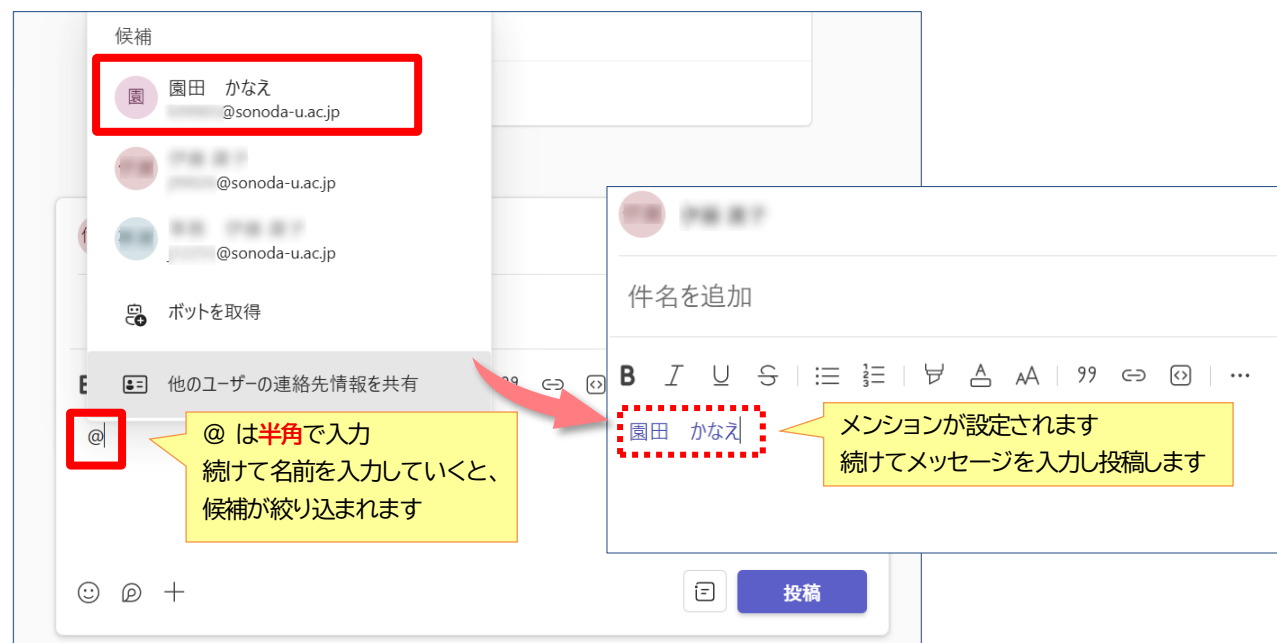 候補
園
園田　かなえ
@sonoda-u.ac.jp
@sonoda-u.ac.jp
@sonoda-u.ac.jp
ボットを取得
他のユーザーの連絡先情報を共有
@
@ は半角で入力
続けて名前を入力していくと、
候補が絞り込まれます
投稿
件名を追加
B I U S A AA 99 ...
園田　かなえ
メンションが設定されます
続けてメッセージを入力し投稿します